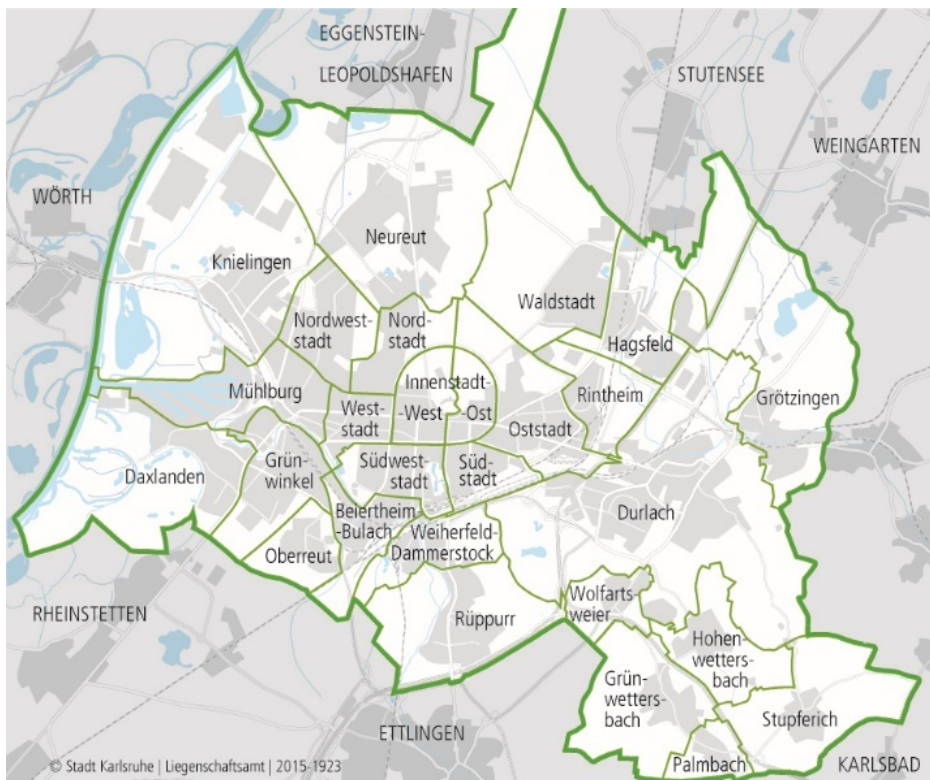 EGGENSTEIN-
LEOPOLDSHAFEN
STUTENSEE
WEINGARTEN
WÖRTH
Neureut
Knielingen
Waldstadt
Nordwest-
stadt
Nord-
stadt
Hagsfeld
Innenstadt-
-West
-Ost
Mühlburg
Rintheim
Grötzingen
West-
stadt
Oststadt
Daxlanden
Grün-
winkel
Südwest-
stadt
Süd-
stadt
Durlach
Beiertheim
-Bulach
Weiherfeld-
Dammerstock
Oberreut
Wolfarts-
weier
RHEINSTETTEN
Rüppurr
Hohen-
wetters-
bach
Grün-
wetters-
bach
Stupferich
ETTLINGEN
Palmbach
KARLSBAD
© Stadt Karlsruhe | Liegenschaftsamt | 2015-1923